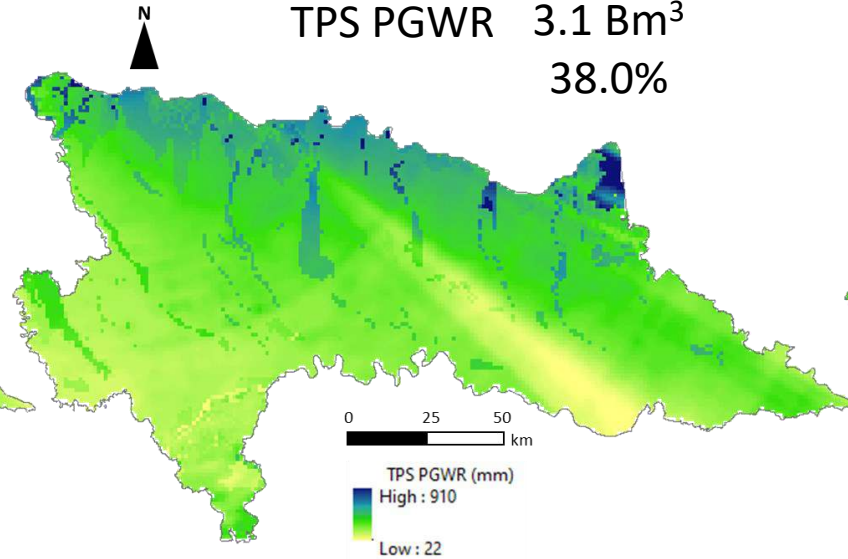 N
TPS PGWR 3.1 Bm³
38.0%
0 25 50
km
TPS PGWR (mm)
High : 910
Low : 22